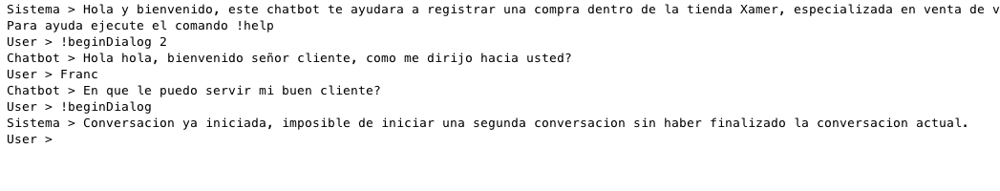 Sistema > Hola y bienvenido, este chatbot te ayudara a registrar una compra dentro de la tienda Xamer, especializada en venta de v
Para ayuda ejecute el comando !help
User > !beginDialog 2
Chatbot > Hola hola, bienvenido señor cliente, como me dirijo hacia usted?
User > Franc
Chatbot > En que le puedo servir mi buen cliente?
User > !beginDialog
Sistema > Conversacion ya iniciada, imposible de iniciar una segunda conversacion sin haber finalizado la conversacion actual.
User >